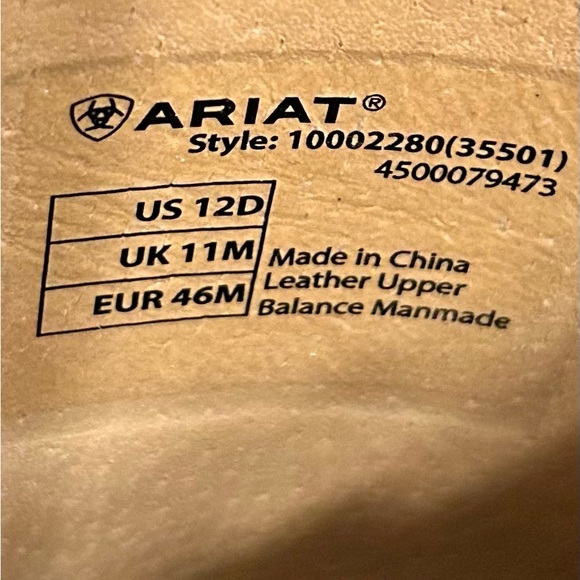 ARIAT®
Style: 10002280(35501)
4500079473
US 12D
UK 11M
EUR 46M
Made in China
Leather Upper
Balance Manmade